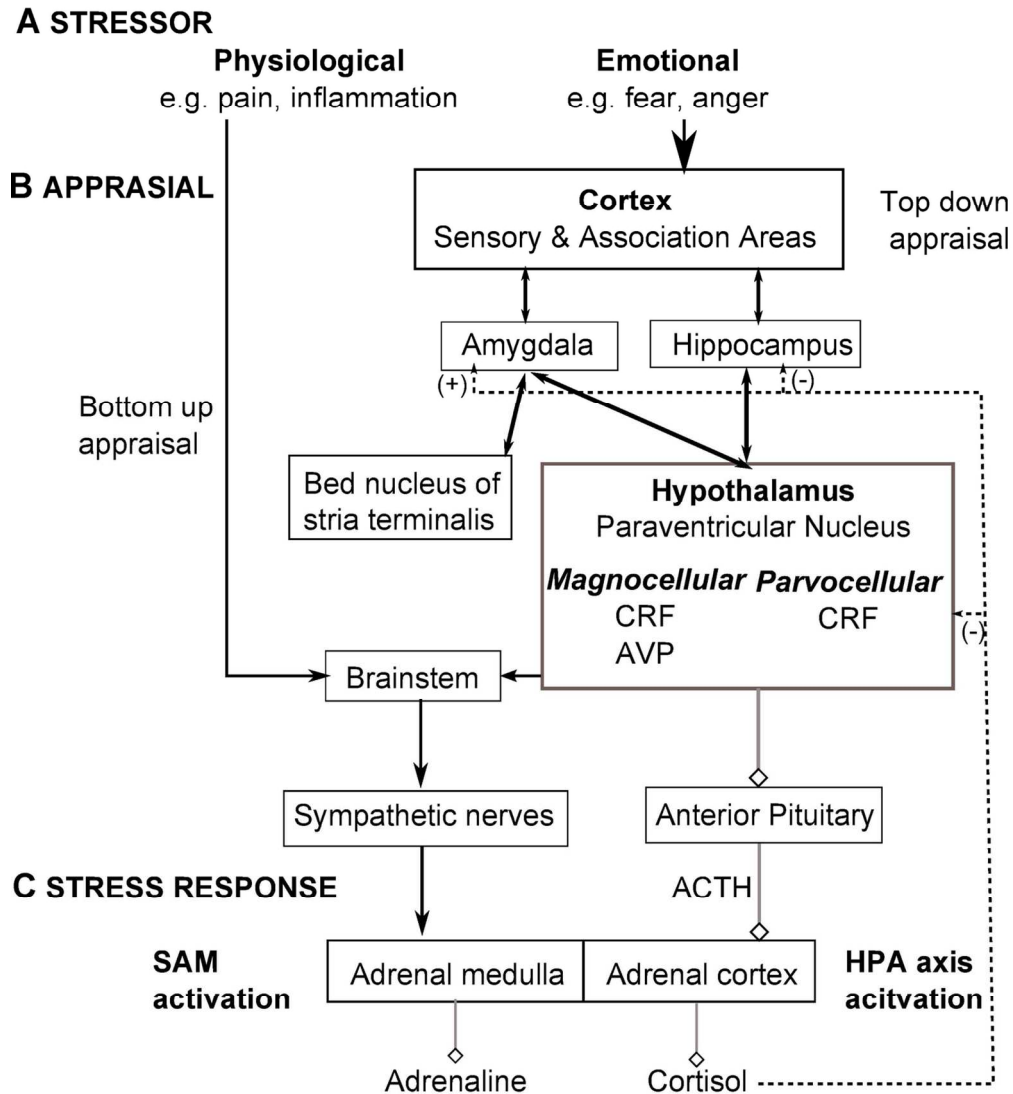 A STRESSOR
Physiological
e.g. pain, inflammation
Emotional
e.g. fear, anger
B APPRASIAL
Cortex
Sensory & Association Areas
Top down
appraisal
Amygdala
Hippocampus
(+)
(-)
Bottom up
appraisal
Bed nucleus of
stria terminalis
Hypothalamus
Paraventricular Nucleus
Magnocellular
CRF
AVP
Parvocellular
CRF
(-)
Brainstem
Sympathetic nerves
Anterior Pituitary
C STRESS RESPONSE
ACTH
SAM
activation
Adrenal medulla
Adrenal cortex
HPA axis
acitvation
Adrenaline
Cortisol